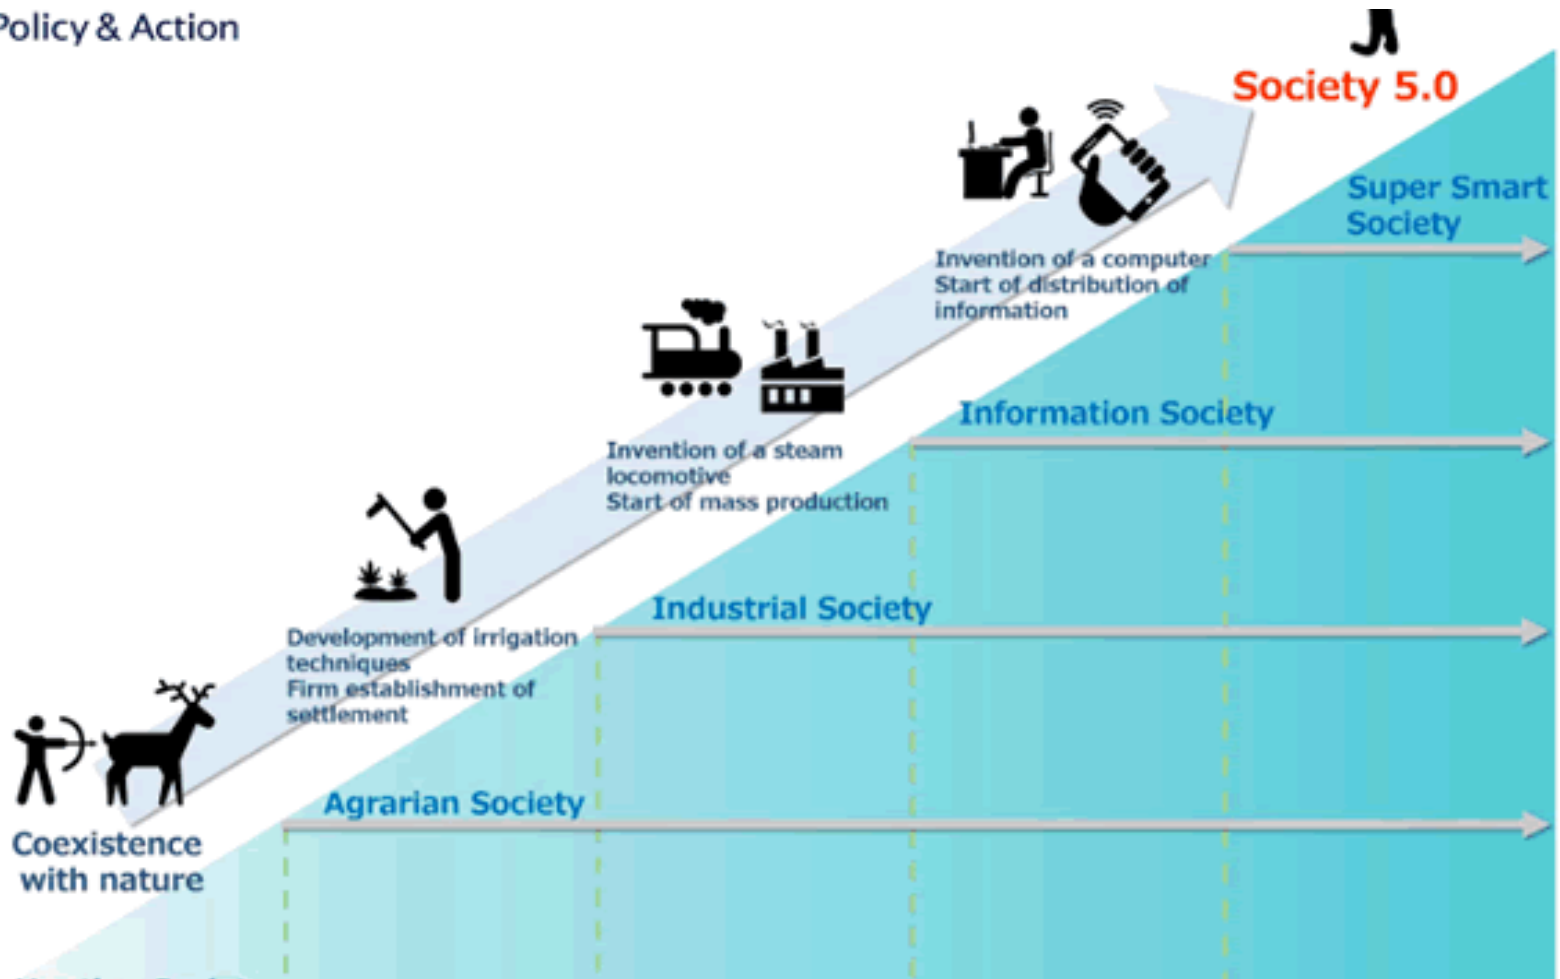 Policy & Action
Society 5.0
Super Smart
Society
Invention of a computer
Start of distribution of
information
Information Society
Invention of a steam
locomotive
Start of mass production
Industrial Society
Development of irrigation
techniques
Firm establishment of
settlement
Agrarian Society
Coexistence
with nature